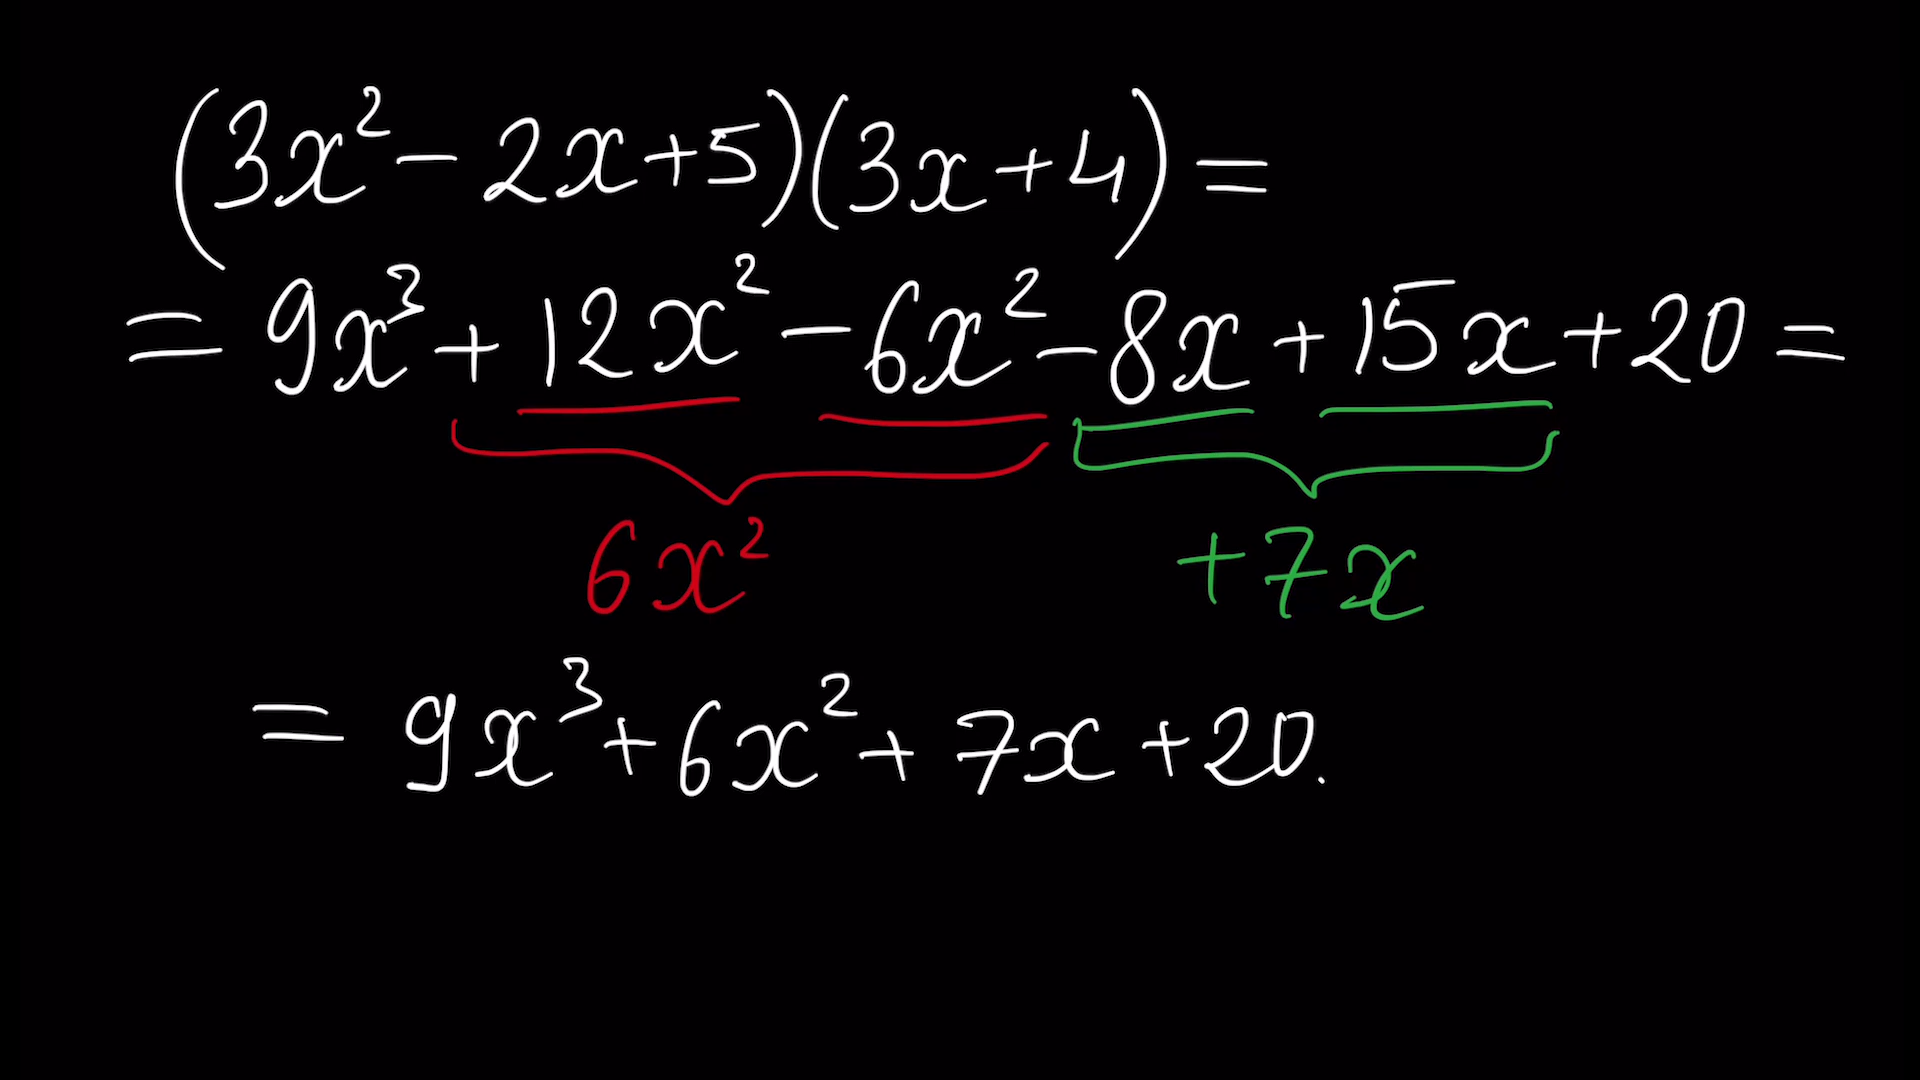 (3x² - 2x + 5)(3x + 4) =
= 9x³ + 12x² - 6x² - 8x + 15x + 20 =
6x² +7x
= 9x³ + 6x² + 7x + 20.